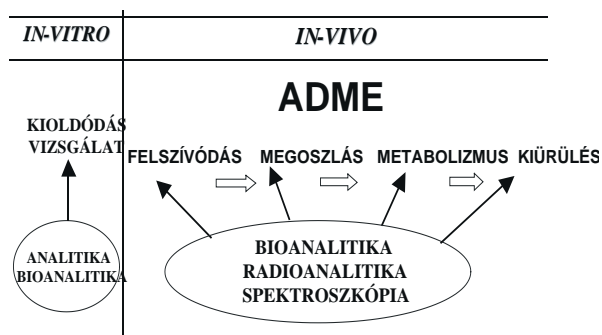 IN-VITRO
IN-VIVO
ADME
KIOLDÓDÁS
VIZSGÁLAT
FELSZÍVÓDÁS MEGOSZLÁS METABOLIZMUS KIÜRÜLÉS
ANALITIKA
BIOANALITIKA
BIOANALITIKA
RADIOANALITIKA
SPEKTROSZKÓPIA